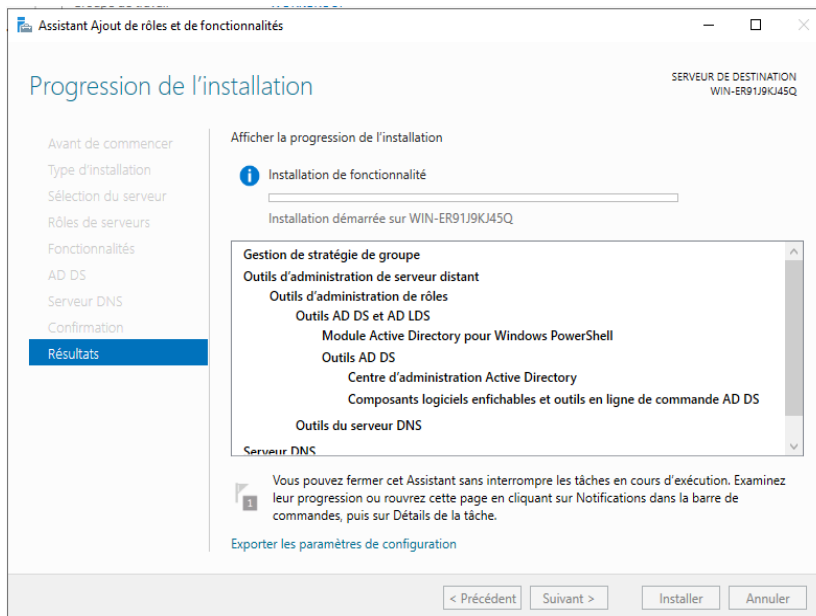 Assistant Ajout de rôles et de fonctionnalités
Progression de l'installation
SERVEUR DE DESTINATION
WIN-ER91J9KJ45Q
Avant de commencer
Type d'installation
Sélection du serveur
Rôles de serveurs
Fonctionnalités
AD DS
Serveur DNS
Confirmation
Résultats
Afficher la progression de l'installation
Installation de fonctionnalité
Installation démarrée sur WIN-ER91J9KJ45Q
Gestion de stratégie de groupe
Outils d'administration de serveur distant
Outils d'administration de rôles
Outils AD DS et AD LDS
Module Active Directory pour Windows PowerShell
Outils AD DS
Centre d'administration Active Directory
Composants logiciels enfichables et outils en ligne de commande AD DS
Outils du serveur DNS
Serveur DNS
1
Vous pouvez fermer cet Assistant sans interrompre les tâches en cours d'exécution. Examinez
leur progression ou rouvrez cette page en cliquant sur Notifications dans la barre de
commandes, puis sur Détails de la tâche.
Exporter les paramètres de configuration
< Précédent
Suivant >
Installer
Annuler